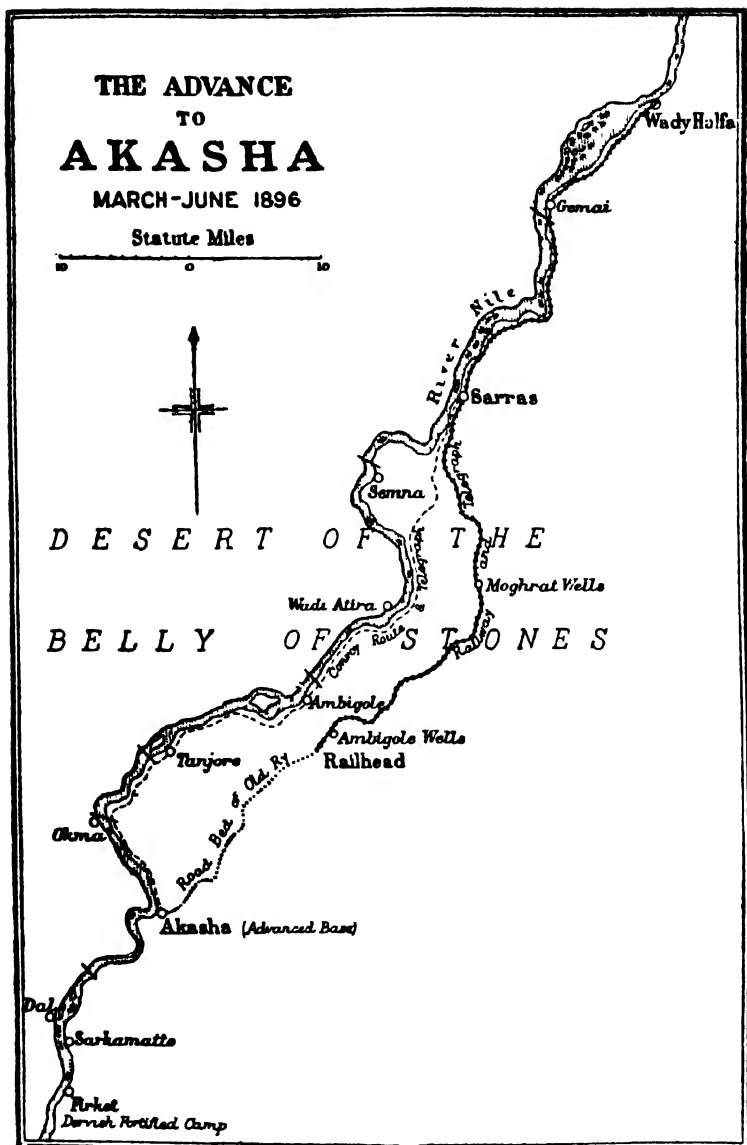 THE ADVANCE
TO
AKASHA
MARCH-JUNE 1896
Statute Miles
10 0 10
Wady Halfa
Gemai
River Nile
Sarras
Telegraph
Semna
DESERT OF THE
& Telegraph
and
Moghrat Wells
Wadi Atira
BELLY OF STONES
Convoy Route
Railway
Ambigole
Ambigole Wells
Tanjore
Railhead
Road Bed of Old Ry
Okma
Akasha (Advanced Base)
Dal
Sarkamatto
Firket
Dervish Fortified Camp